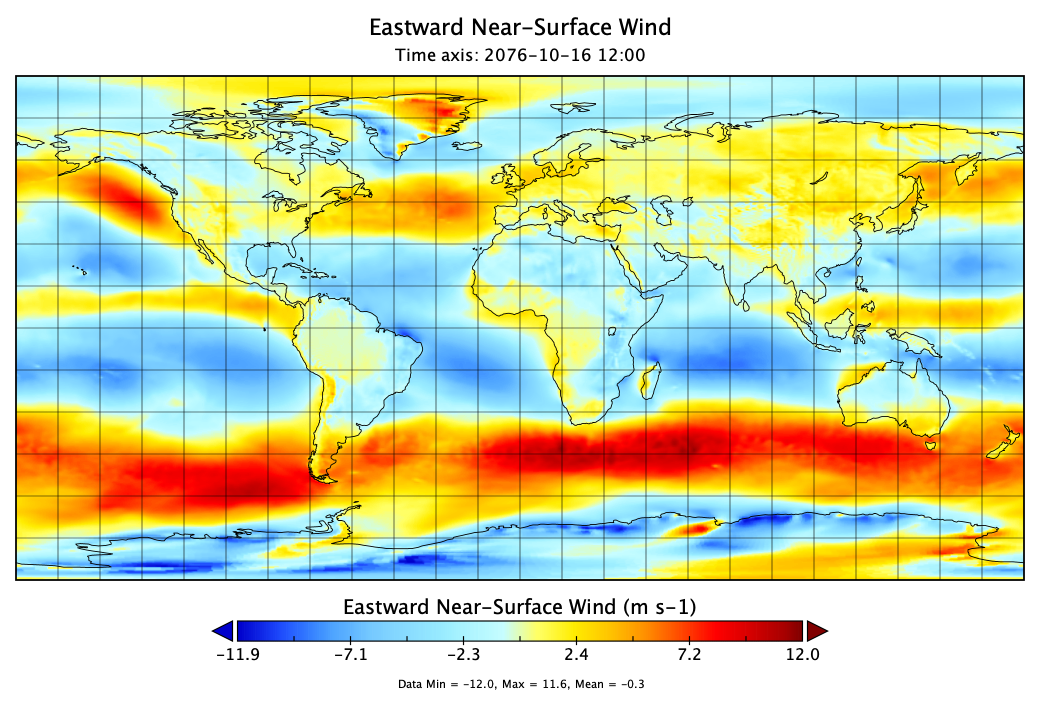 Eastward Near-Surface Wind
Time axis: 2076-10-16 12:00
Eastward Near-Surface Wind (m s-1)
-11.9 -7.1 -2.3 2.4 7.2 12.0
Data Min = -12.0, Max = 11.6, Mean = -0.3